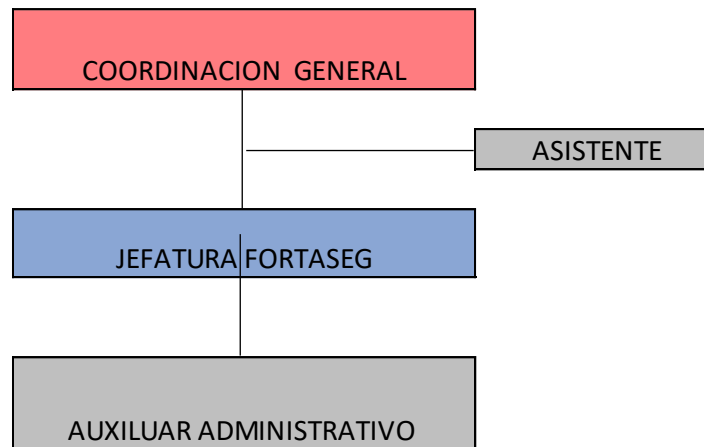 COORDINACION GENERAL
ASISTENTE
JEFATURA FORTASEG
AUXILUAR ADMINISTRATIVO